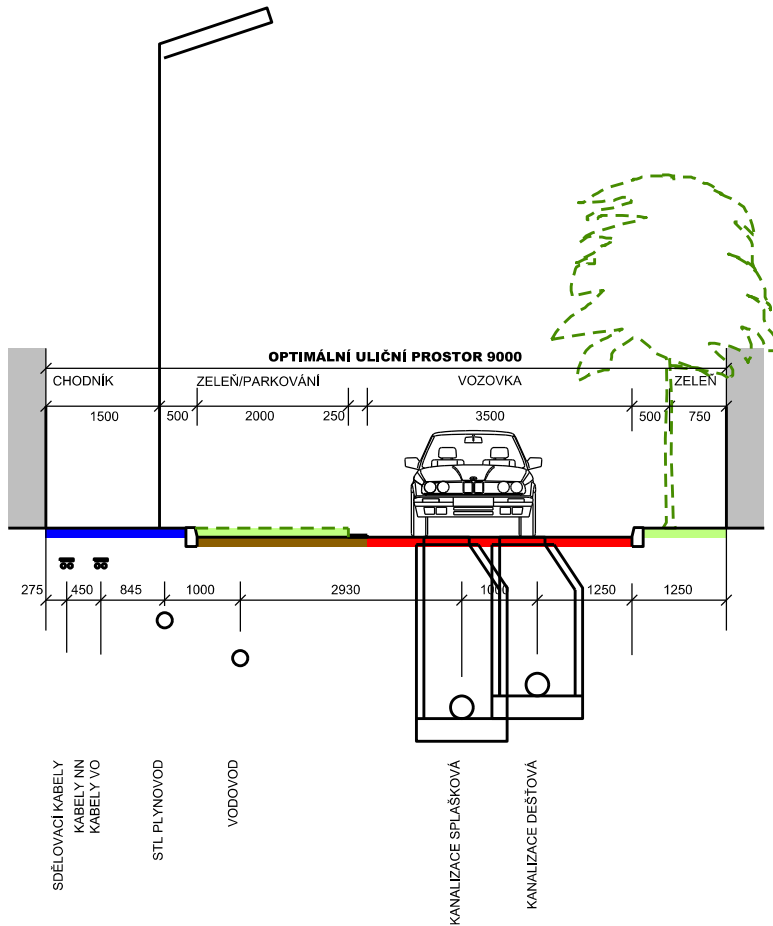 OPTIMÁLNÍ ULIČNÍ PROSTOR 9000
CHODNÍK ZELEŇ/PARKOVÁNÍ VOZOVKA ZELEŇ
1500 500 2000 250 3500 500 750
275 450 845 1000 2930 1000 1250 1250
SDĚLOVACÍ KABELY
KABELY NN
KABELY VO
STL PLYNOVOD
VODOVOD
KANALIZACE SPLAŠKOVÁ
KANALIZACE DEŠŤOVÁ